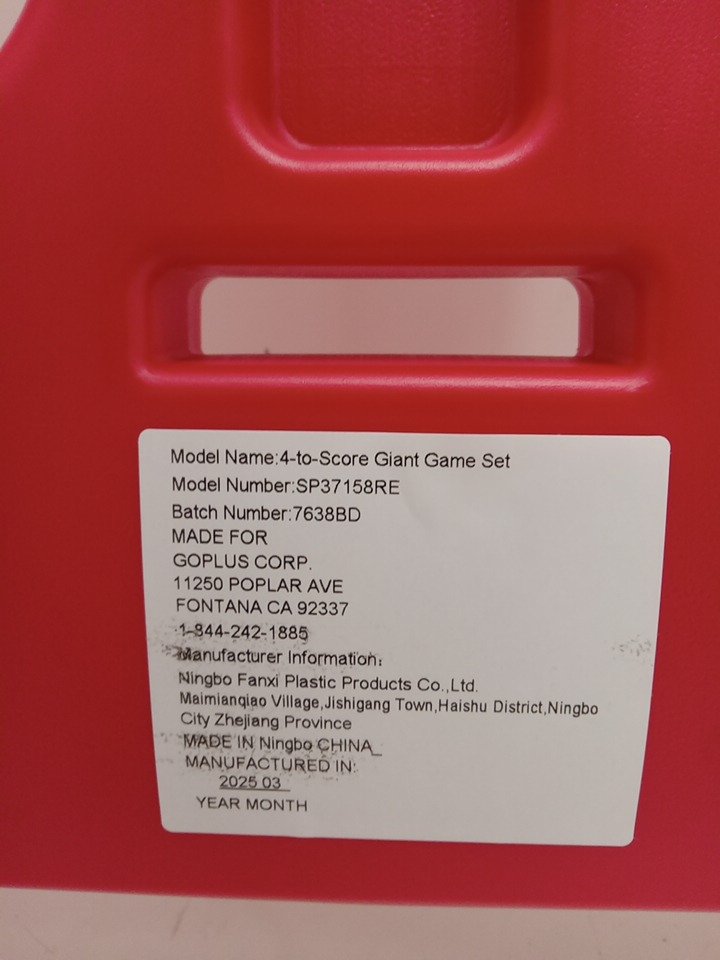 Model Name:4-to-Score Giant Game Set
Model Number:SP37158RE
Batch Number:7638BD
MADE FOR
GOPLUS CORP.
11250 POPLAR AVE
FONTANA CA 92337
1-844-242-1885
Manufacturer Information:
Ningbo Fanxi Plastic Products Co.,Ltd.
Maimianqiao Village,Jishigang Town,Haishu District,Ningbo
City Zhejiang Province
MADE IN Ningbo CHINA_
MANUFACTURED IN:
2025 03
YEAR MONTH